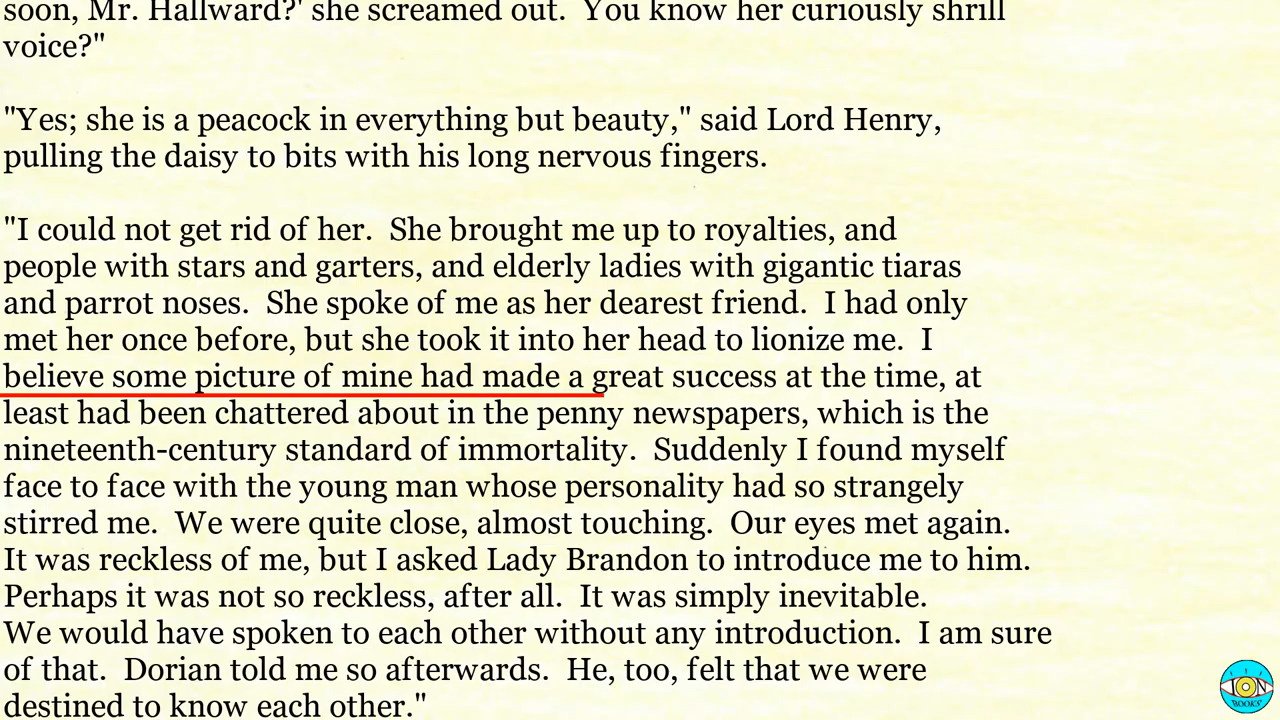 soon, Mr. Hallward?' she screamed out.  You know her curiously shrill
voice?"
"Yes; she is a peacock in everything but beauty," said Lord Henry,
pulling the daisy to bits with his long nervous fingers.
"I could not get rid of her.  She brought me up to royalties, and
people with stars and garters, and elderly ladies with gigantic tiaras
and parrot noses.  She spoke of me as her dearest friend.  I had only
met her once before, but she took it into her head to lionize me.  I
believe some picture of mine had made a great success at the time, at
least had been chattered about in the penny newspapers, which is the
nineteenth-century standard of immortality.  Suddenly I found myself
face to face with the young man whose personality had so strangely
stirred me.  We were quite close, almost touching.  Our eyes met again.
It was reckless of me, but I asked Lady Brandon to introduce me to him.
Perhaps it was not so reckless, after all.  It was simply inevitable.
We would have spoken to each other without any introduction.  I am sure
of that.  Dorian told me so afterwards.  He, too, felt that we were
destined to know each other."
ION
BOOKS